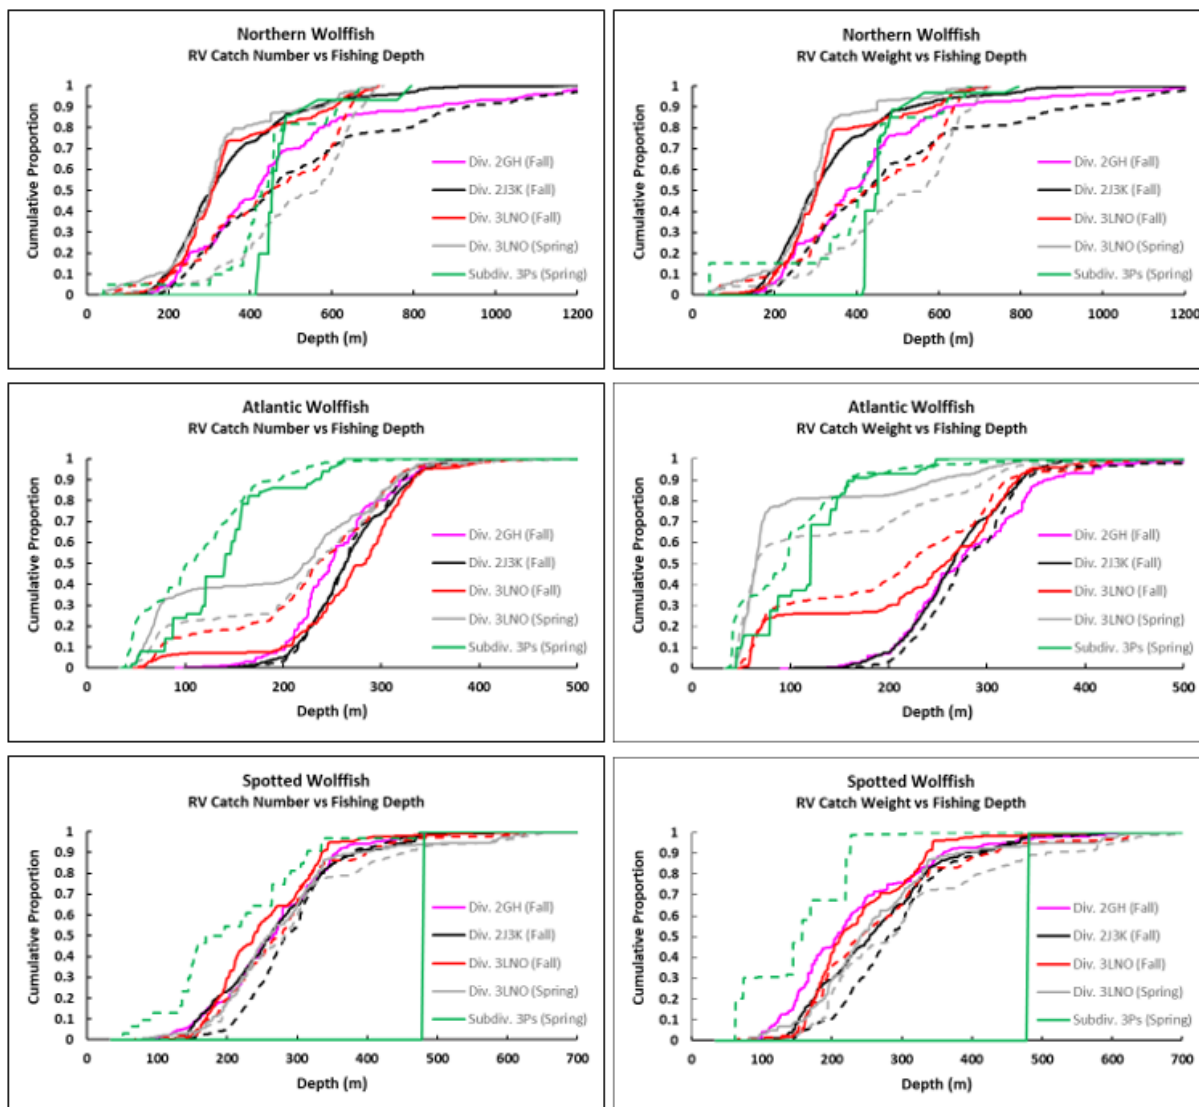 Northern Wolffish
RV Catch Number vs Fishing Depth
Cumulative Proportion
1
0.9
0.8
0.7
0.6
0.5
0.4
0.3
0.2
0.1
0
Div. 2GH (Fall)
Div. 2J3K (Fall)
Div. 3LNO (Fall)
Div. 3LNO (Spring)
Subdiv. 3Ps (Spring)
0 200 400 600 800 1000 1200
Depth (m)
Northern Wolffish
RV Catch Weight vs Fishing Depth
Cumulative Proportion
1
0.9
0.8
0.7
0.6
0.5
0.4
0.3
0.2
0.1
0
Div. 2GH (Fall)
Div. 2J3K (Fall)
Div. 3LNO (Fall)
Div. 3LNO (Spring)
Subdiv. 3Ps (Spring)
0 200 400 600 800 1000 1200
Depth (m)
Atlantic Wolffish
RV Catch Number vs Fishing Depth
Cumulative Proportion
1
0.9
0.8
0.7
0.6
0.5
0.4
0.3
0.2
0.1
0
Div. 2GH (Fall)
Div. 2J3K (Fall)
Div. 3LNO (Fall)
Div. 3LNO (Spring)
Subdiv. 3Ps (Spring)
0 100 200 300 400 500
Depth (m)
Atlantic Wolffish
RV Catch Weight vs Fishing Depth
Cumulative Proportion
1
0.9
0.8
0.7
0.6
0.5
0.4
0.3
0.2
0.1
0
Div. 2GH (Fall)
Div. 2J3K (Fall)
Div. 3LNO (Fall)
Div. 3LNO (Spring)
Subdiv. 3Ps (Spring)
0 100 200 300 400 500
Depth (m)
Spotted Wolffish
RV Catch Number vs Fishing Depth
Cumulative Proportion
1
0.9
0.8
0.7
0.6
0.5
0.4
0.3
0.2
0.1
0
Div. 2GH (Fall)
Div. 2J3K (Fall)
Div. 3LNO (Fall)
Div. 3LNO (Spring)
Subdiv. 3Ps (Spring)
0 100 200 300 400 500 600 700
Depth (m)
Spotted Wolffish
RV Catch Weight vs Fishing Depth
Cumulative Proportion
1
0.9
0.8
0.7
0.6
0.5
0.4
0.3
0.2
0.1
0
Div. 2GH (Fall)
Div. 2J3K (Fall)
Div. 3LNO (Fall)
Div. 3LNO (Spring)
Subdiv. 3Ps (Spring)
0 100 200 300 400 500 600 700
Depth (m)